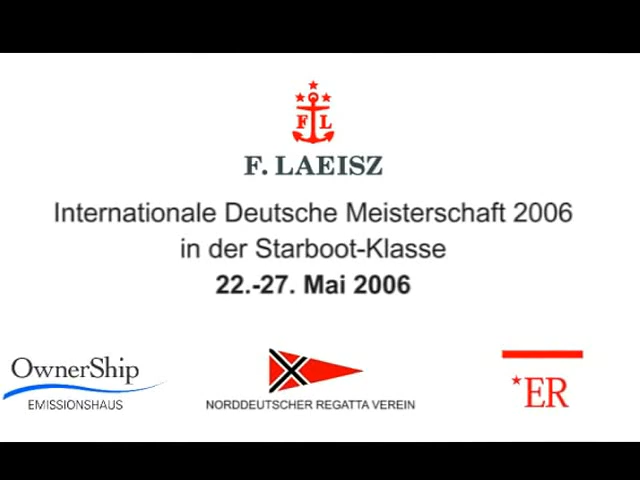 F L
F. LAEISZ
Internationale Deutsche Meisterschaft 2006
in der Starboot-Klasse
22.-27. Mai 2006
OwnerShip
EMISSIONSHAUS
NORDDEUTSCHER REGATTA VEREIN
*ER